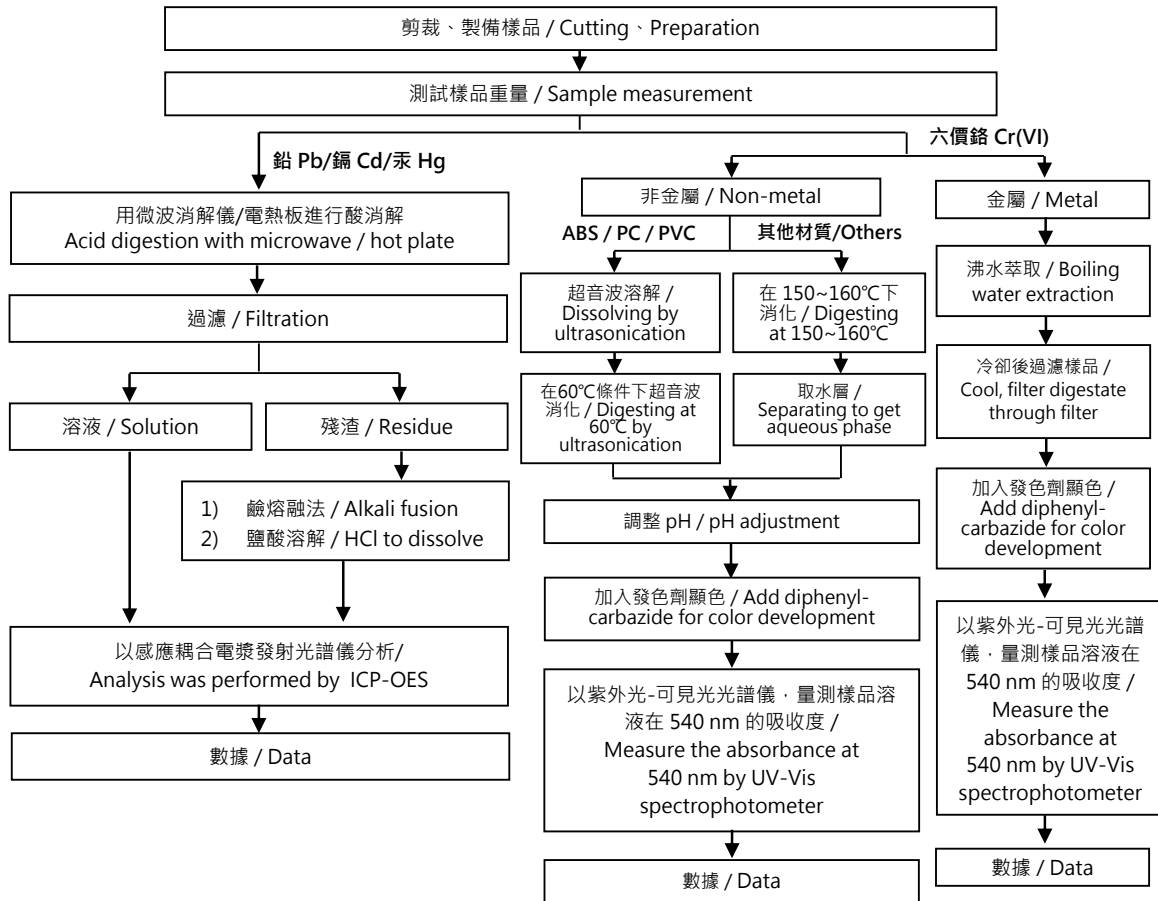 剪裁、製備樣品 / Cutting、Preparation
測試樣品重量 / Sample measurement
鉛 Pb/鎘 Cd/汞 Hg
用微波消解儀/電熱板進行酸消解
Acid digestion with microwave / hot plate
過濾 / Filtration
溶液 / Solution
殘渣 / Residue
1) 鹼熔融法 / Alkali fusion
2) 鹽酸溶解 / HCl to dissolve
以感應耦合電漿發射光譜儀分析/
Analysis was performed by ICP-OES
數據 / Data
六價鉻 Cr(VI)
非金屬 / Non-metal
ABS / PC / PVC
超音波溶解 /
Dissolving by
ultrasonication
在60℃條件下超音波
消化 / Digesting at
60℃ by
ultrasonication
其他材質/Others
在 150~160℃下
消化 / Digesting
at 150~160℃
取水層 /
Separating to get
aqueous phase
調整 pH / pH adjustment
加入發色劑顯色 / Add diphenyl-
carbazide for color development
以紫外光-可見光光譜儀，量測樣品溶
液在 540 nm 的吸收度 /
Measure the absorbance at
540 nm by UV-Vis
spectrophotometer
數據 / Data
金屬 / Metal
沸水萃取 / Boiling
water extraction
冷卻後過濾樣品 /
Cool, filter digestate
through filter
加入發色劑顯色 /
Add diphenyl-
carbazide for color
development
以紫外光-可見光光譜
儀，量測樣品溶液在
540 nm 的吸收度 /
Measure the
absorbance at
540 nm by UV-Vis
spectrophotometer
數據 / Data